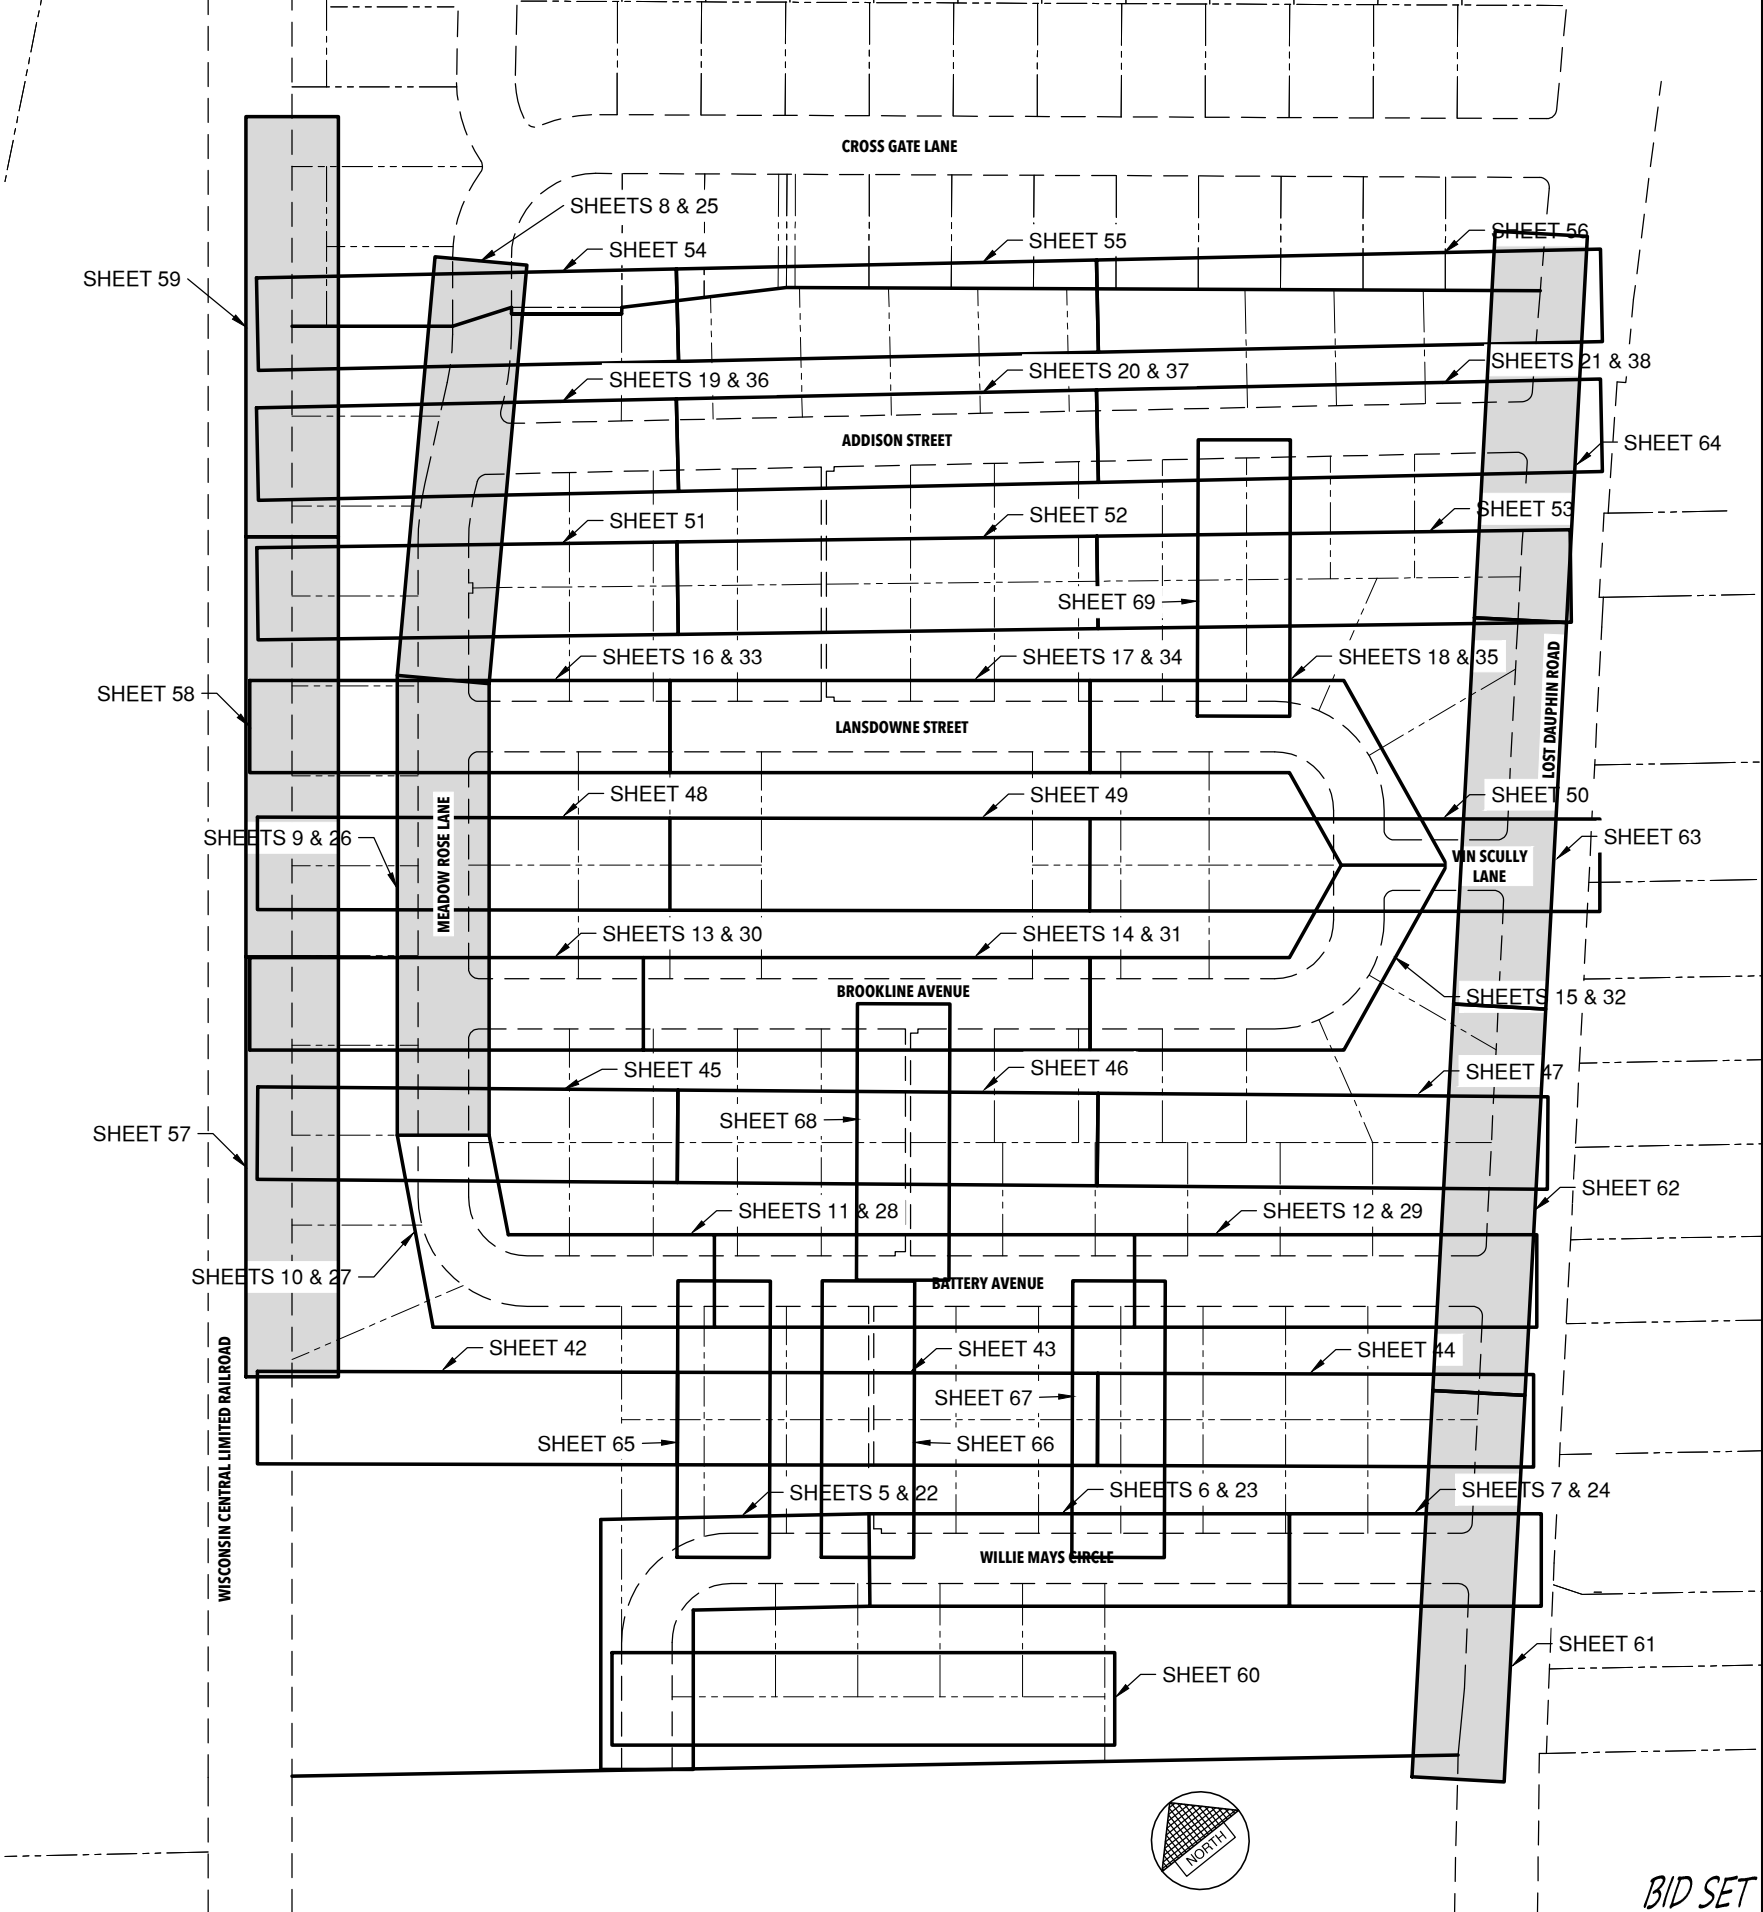 CROSS GATE LANE
SHEETS 8 & 25
SHEET 54
SHEET 55
SHEET 56
SHEET 59
SHEETS 19 & 36
SHEETS 20 & 37
SHEETS 21 & 38
ADDISON STREET
SHEET 64
SHEET 51
SHEET 52
SHEET 53
SHEET 69
SHEETS 16 & 33
SHEETS 17 & 34
SHEETS 18 & 35
SHEET 58
LANSDOWNE STREET
LOST DAUPHIN ROAD
SHEET 48
SHEET 49
SHEET 50
SHEETS 9 & 26
MEADOW ROSE LANE
SHEET 63
VIN SCULLY
LANE
SHEETS 13 & 30
SHEETS 14 & 31
BROOKLINE AVENUE
SHEETS 15 & 32
SHEET 45
SHEET 46
SHEET 47
SHEET 68
SHEET 57
SHEET 62
SHEETS 11 & 28
SHEETS 12 & 29
SHEETS 10 & 27
BATTERY AVENUE
SHEET 42
SHEET 43
SHEET 44
SHEET 67
SHEET 65
SHEET 66
WISCONSIN CENTRAL LIMITED RAILROAD
SHEETS 5 & 22
SHEETS 6 & 23
SHEETS 7 & 24
WILLIE MAYS CIRCLE
SHEET 61
SHEET 60
NORTH
BID SET